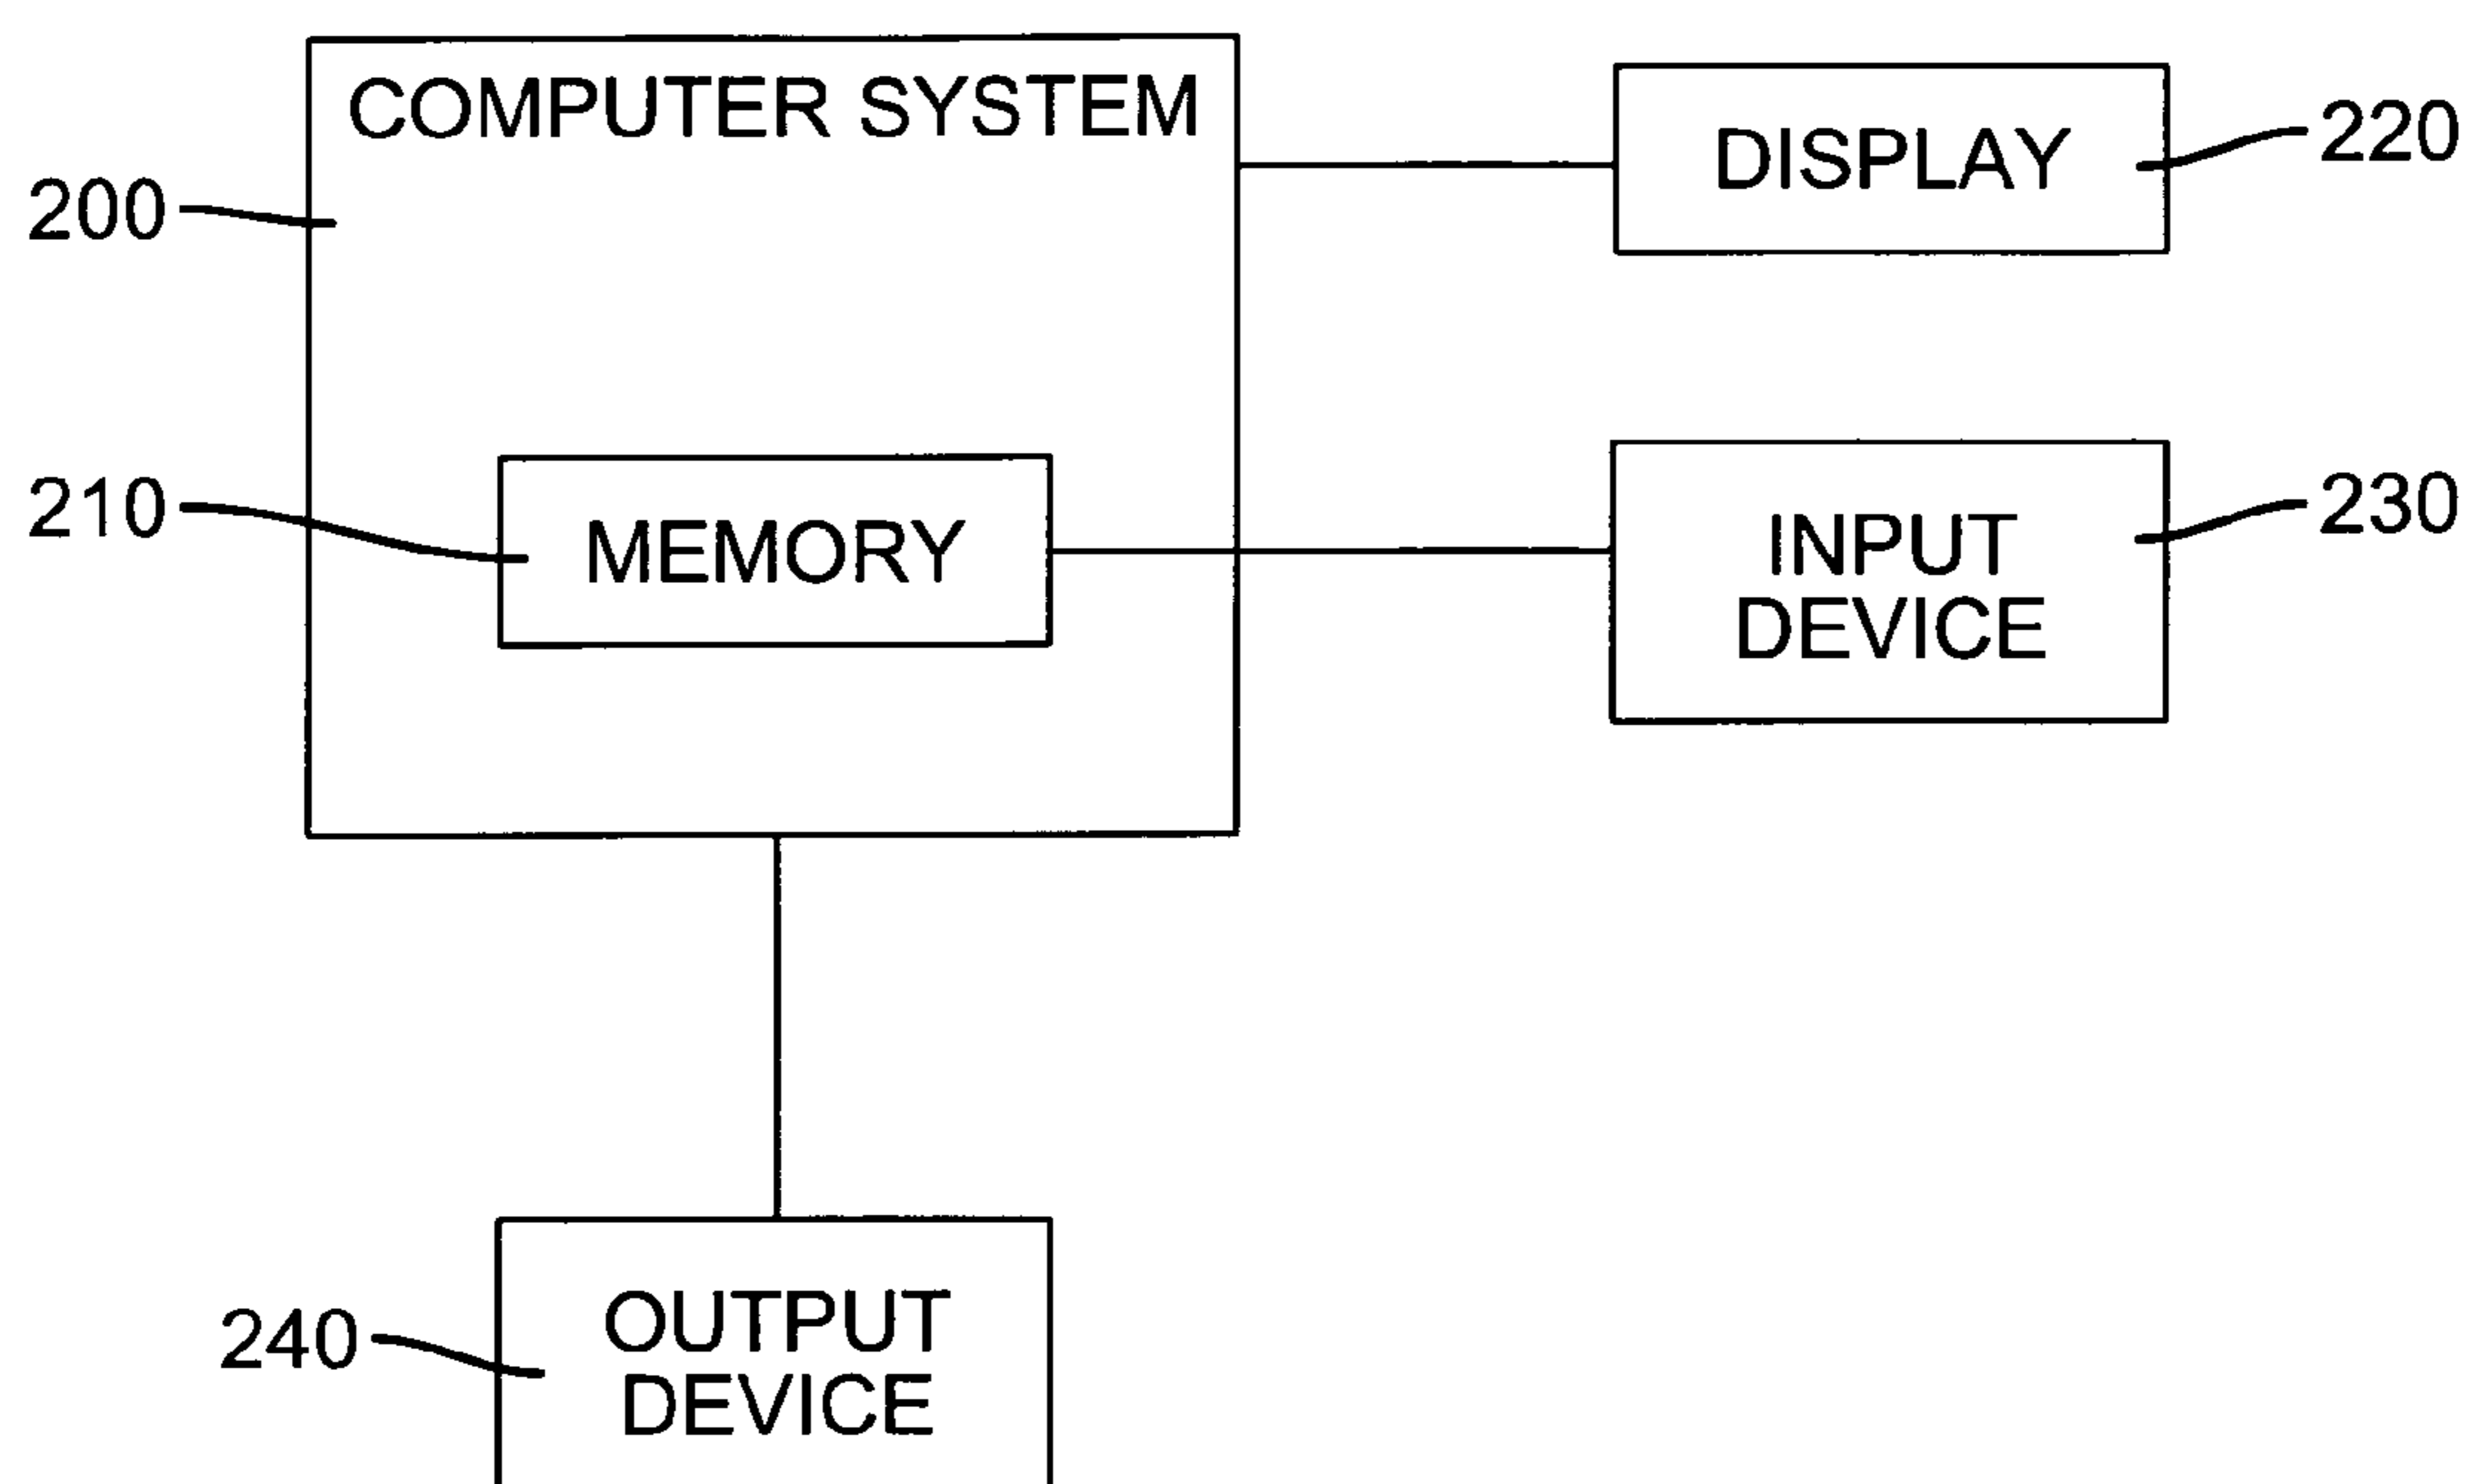 COMPUTER SYSTEM
DISPLAY
220
200
210
MEMORY
INPUT
DEVICE
230
240
OUTPUT
DEVICE